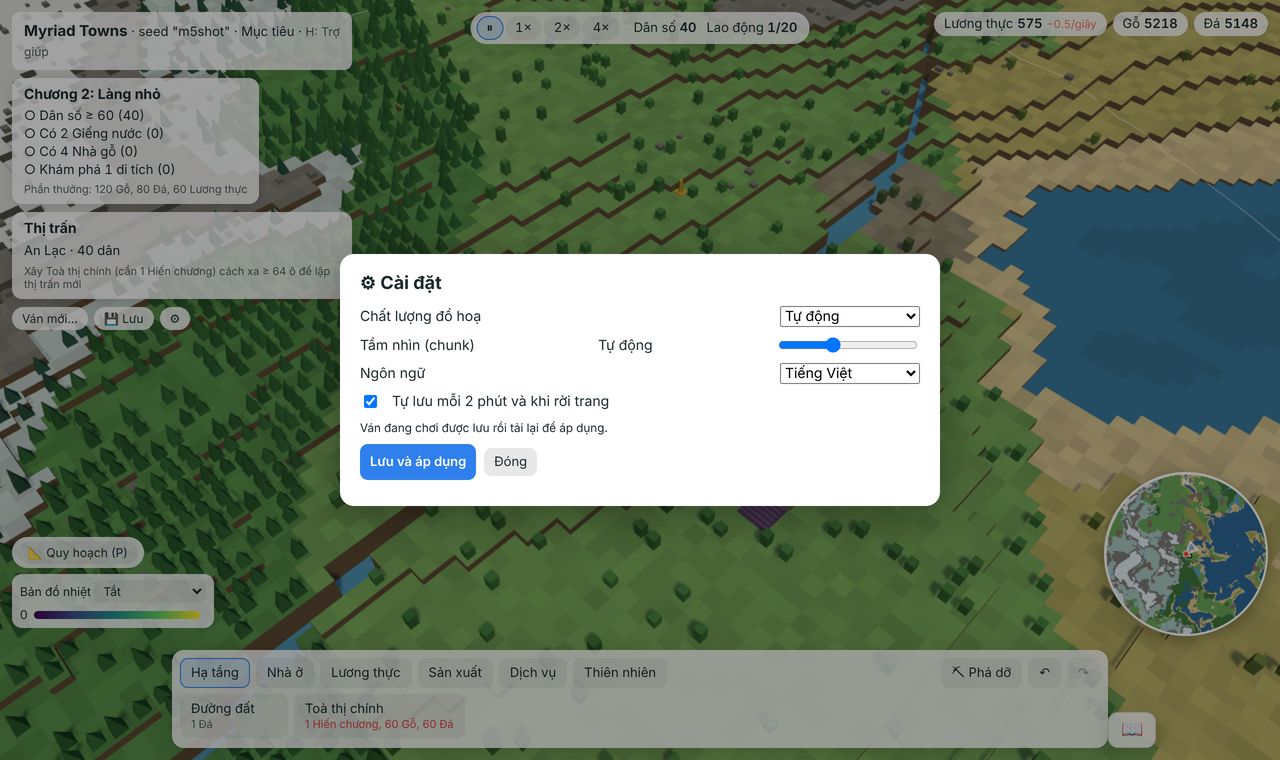 Myriad Towns · seed "m5shot" · Mục tiêu · H: Trợ
giúp
⏸ 1× 2× 4× Dân số 40 Lao động 1/20
Lương thực 575 −0.5/giây Gỗ 5218 Đá 5148
Chương 2: Làng nhỏ
○ Dân số ≥ 60 (40)
○ Có 2 Giếng nước (0)
○ Có 4 Nhà gỗ (0)
○ Khám phá 1 di tích (0)
Phần thưởng: 120 Gỗ, 80 Đá, 60 Lương thực
Thị trấn
An Lạc · 40 dân
Xây Toà thị chính (cần 1 Hiến chương) cách xa ≥ 64 ô để lập
thị trấn mới
Ván mới... 💾 Lưu ⚙
⚙ Cài đặt
Chất lượng đồ hoạ Tự động
Tầm nhìn (chunk) Tự động
Ngôn ngữ Tiếng Việt
Tự lưu mỗi 2 phút và khi rời trang
Ván đang chơi được lưu rồi tải lại để áp dụng.
Lưu và áp dụng Đóng
📐 Quy hoạch (P)
Bản đồ nhiệt Tắt
0
Hạ tầng Nhà ở Lương thực Sản xuất Dịch vụ Thiên nhiên ⛏ Phá dỡ ↶ ↷
Đường đất Toà thị chính
1 Đá 1 Hiến chương, 60 Gỗ, 60 Đá